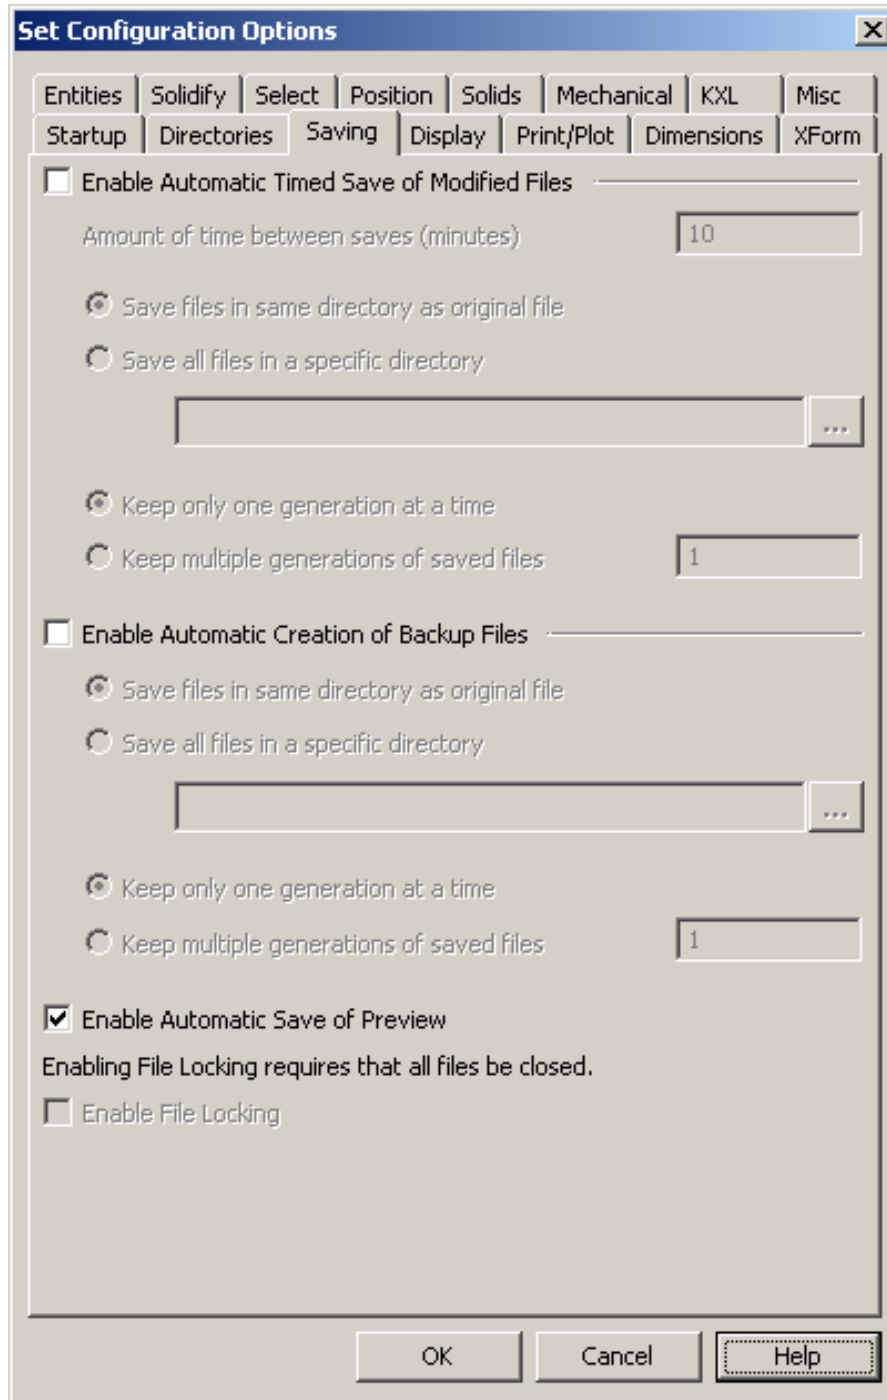 Set Configuration Options
Entities Solidify Select Position Solids Mechanical KXL Misc
Startup Directories Saving Display Print/Plot Dimensions XForm
Enable Automatic Timed Save of Modified Files
Amount of time between saves (minutes) 10
Save files in same directory as original file
Save all files in a specific directory
...
Keep only one generation at a time
Keep multiple generations of saved files 1
Enable Automatic Creation of Backup Files
Save files in same directory as original file
Save all files in a specific directory
...
Keep only one generation at a time
Keep multiple generations of saved files 1
Enable Automatic Save of Preview
Enabling File Locking requires that all files be closed.
Enable File Locking
OK Cancel Help